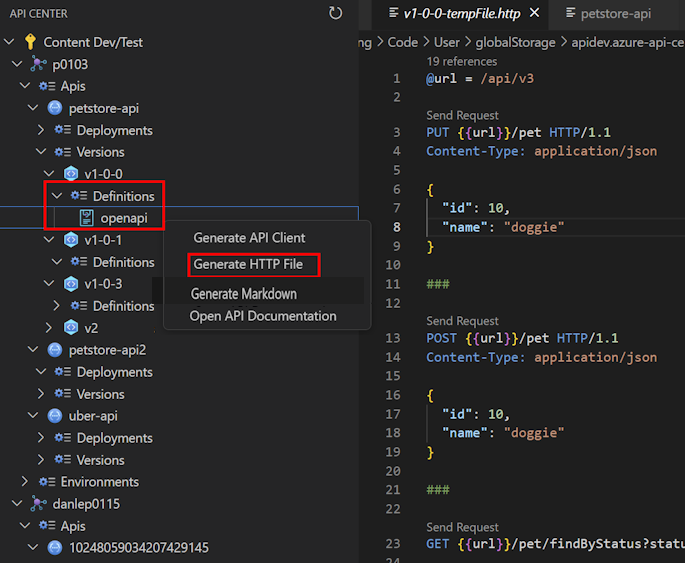 API CENTER
Content Dev/Test
p0103
Apis
petstore-api
Deployments
Versions
v1-0-0
Definitions
openapi
v1-0-1
Definitions
v1-0-3
Definitions
v2
petstore-api2
Deployments
Versions
uber-api
Deployments
Versions
Environments
danlep0115
Apis
10248059034207429145
Generate API Client
Generate HTTP File
Generate Markdown
Open API Documentation
v1-0-0-tempFile.http
petstore-api
ng > Code > User > globalStorage > apidev.azure-api-ce
19 references
1 @url = /api/v3
2
Send Request
3 PUT {{url}}/pet HTTP/1.1
4 Content-Type: application/json
5
6 {
7 "id": 10,
8 "name": "doggie"
9 }
10
11 ###
12
Send Request
13 POST {{url}}/pet HTTP/1.1
14 Content-Type: application/json
15
16 {
17 "id": 10,
18 "name": "doggie"
19 }
20
21 ###
22
Send Request
23 GET {{url}}/pet/findByStatus?statu